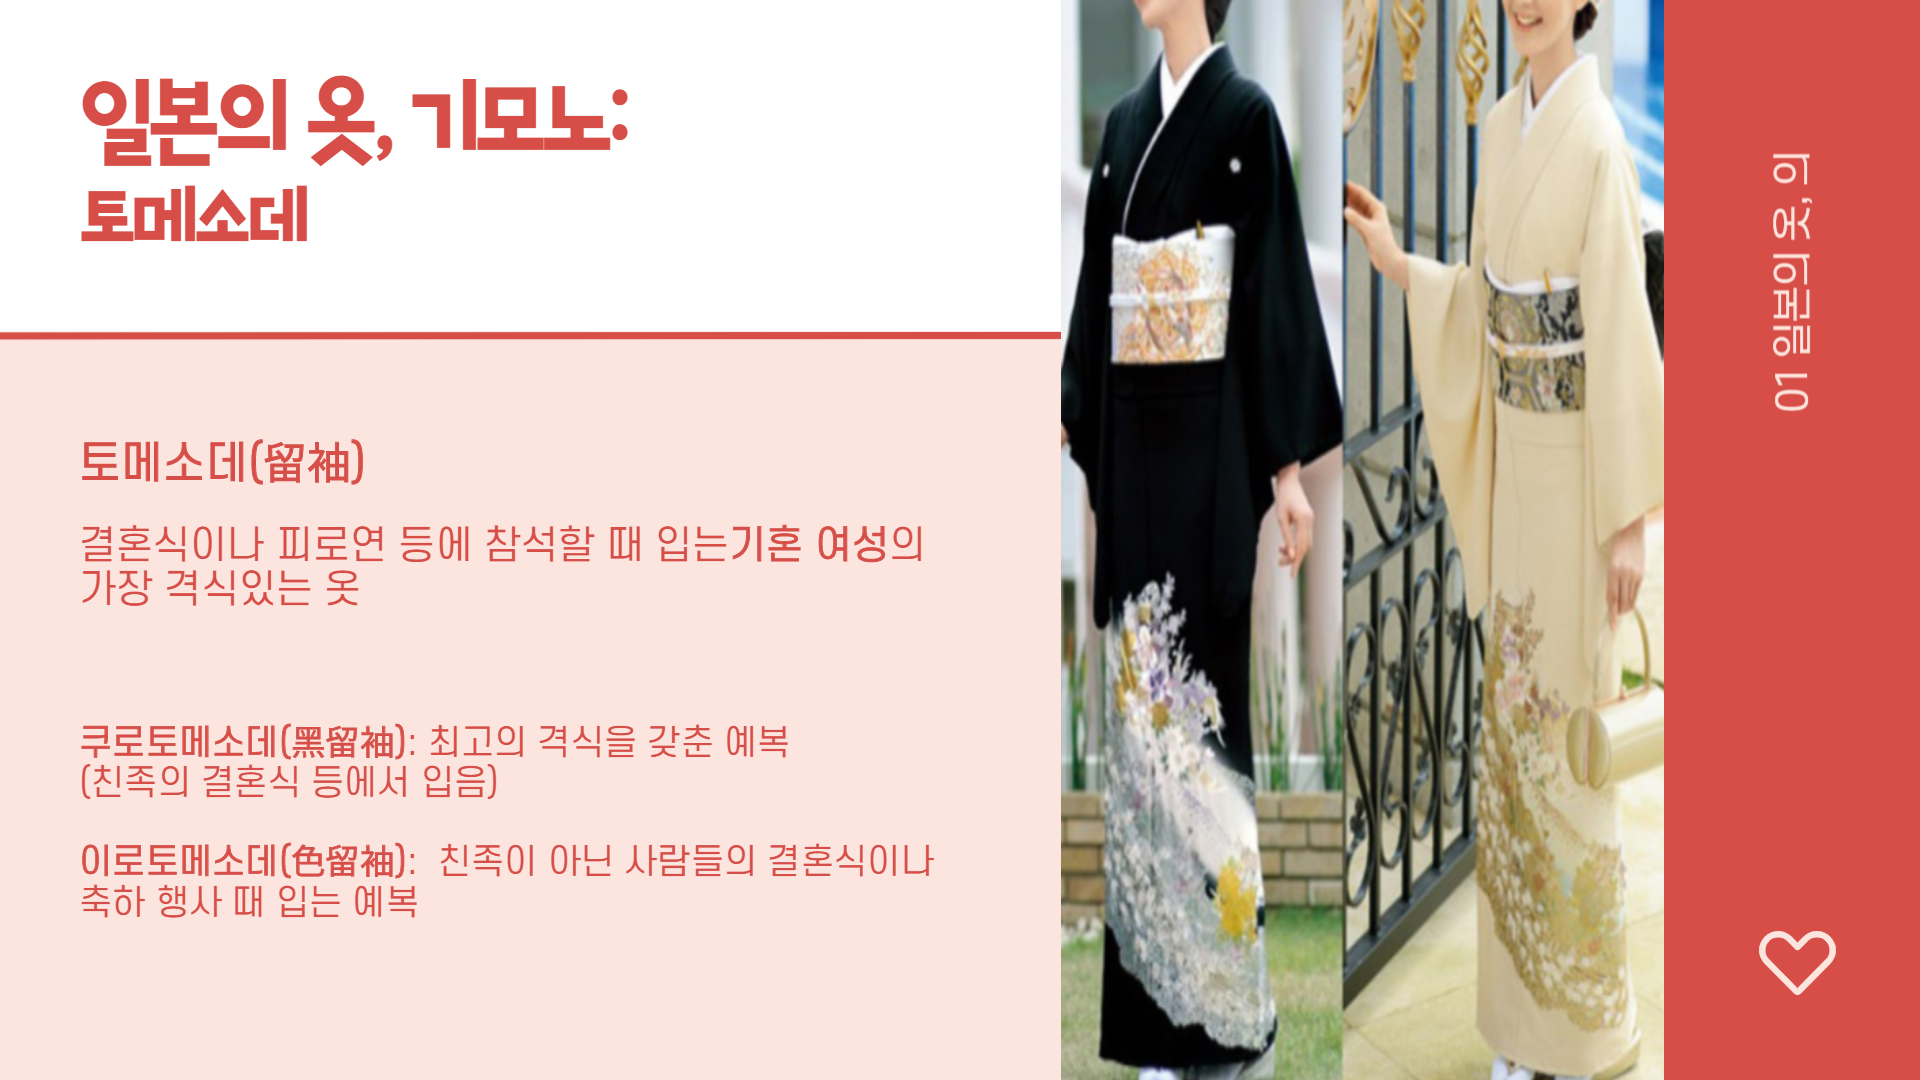 일본의 옷, 기모노:
토메소데
토메소데(留袖)
결혼식이나 피로연 등에 참석할 때 입는기혼 여성의
가장 격식있는 옷
쿠로토메소데(黑留袖): 최고의 격식을 갖춘 예복
(친족의 결혼식 등에서 입음)
이로토메소데(色留袖):  친족이 아닌 사람들의 결혼식이나
축하 행사 때 입는 예복
01 일본의 옷, 의